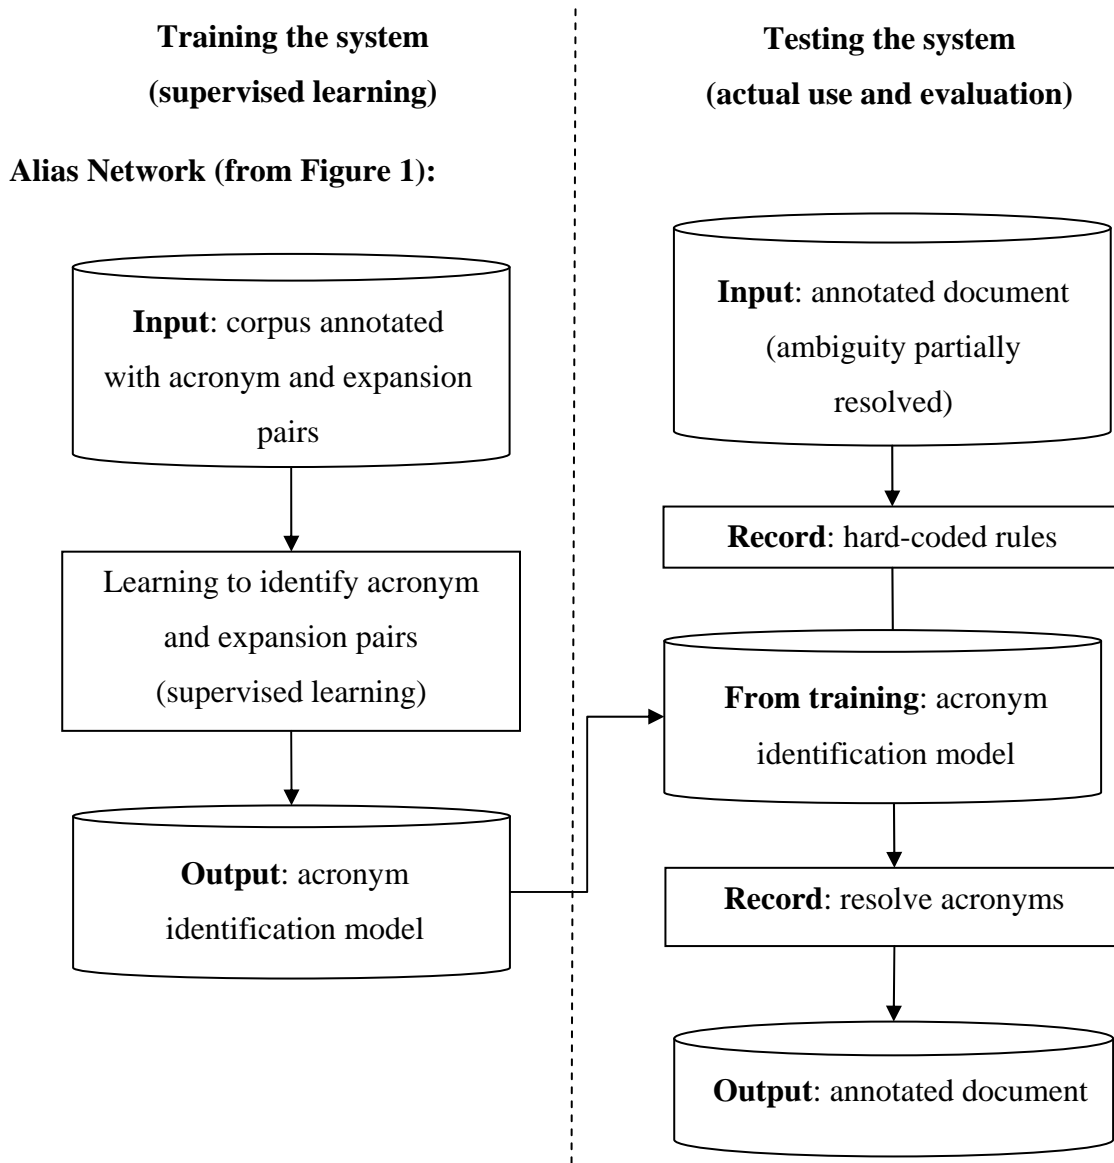 Training the system
(supervised learning)
Alias Network (from Figure 1):
Input: corpus annotated
with acronym and expansion
pairs
Learning to identify acronym
and expansion pairs
(supervised learning)
Output: acronym
identification model
Testing the system
(actual use and evaluation)
Input: annotated document
(ambiguity partially
resolved)
Record: hard-coded rules
From training: acronym
identification model
Record: resolve acronyms
Output: annotated document